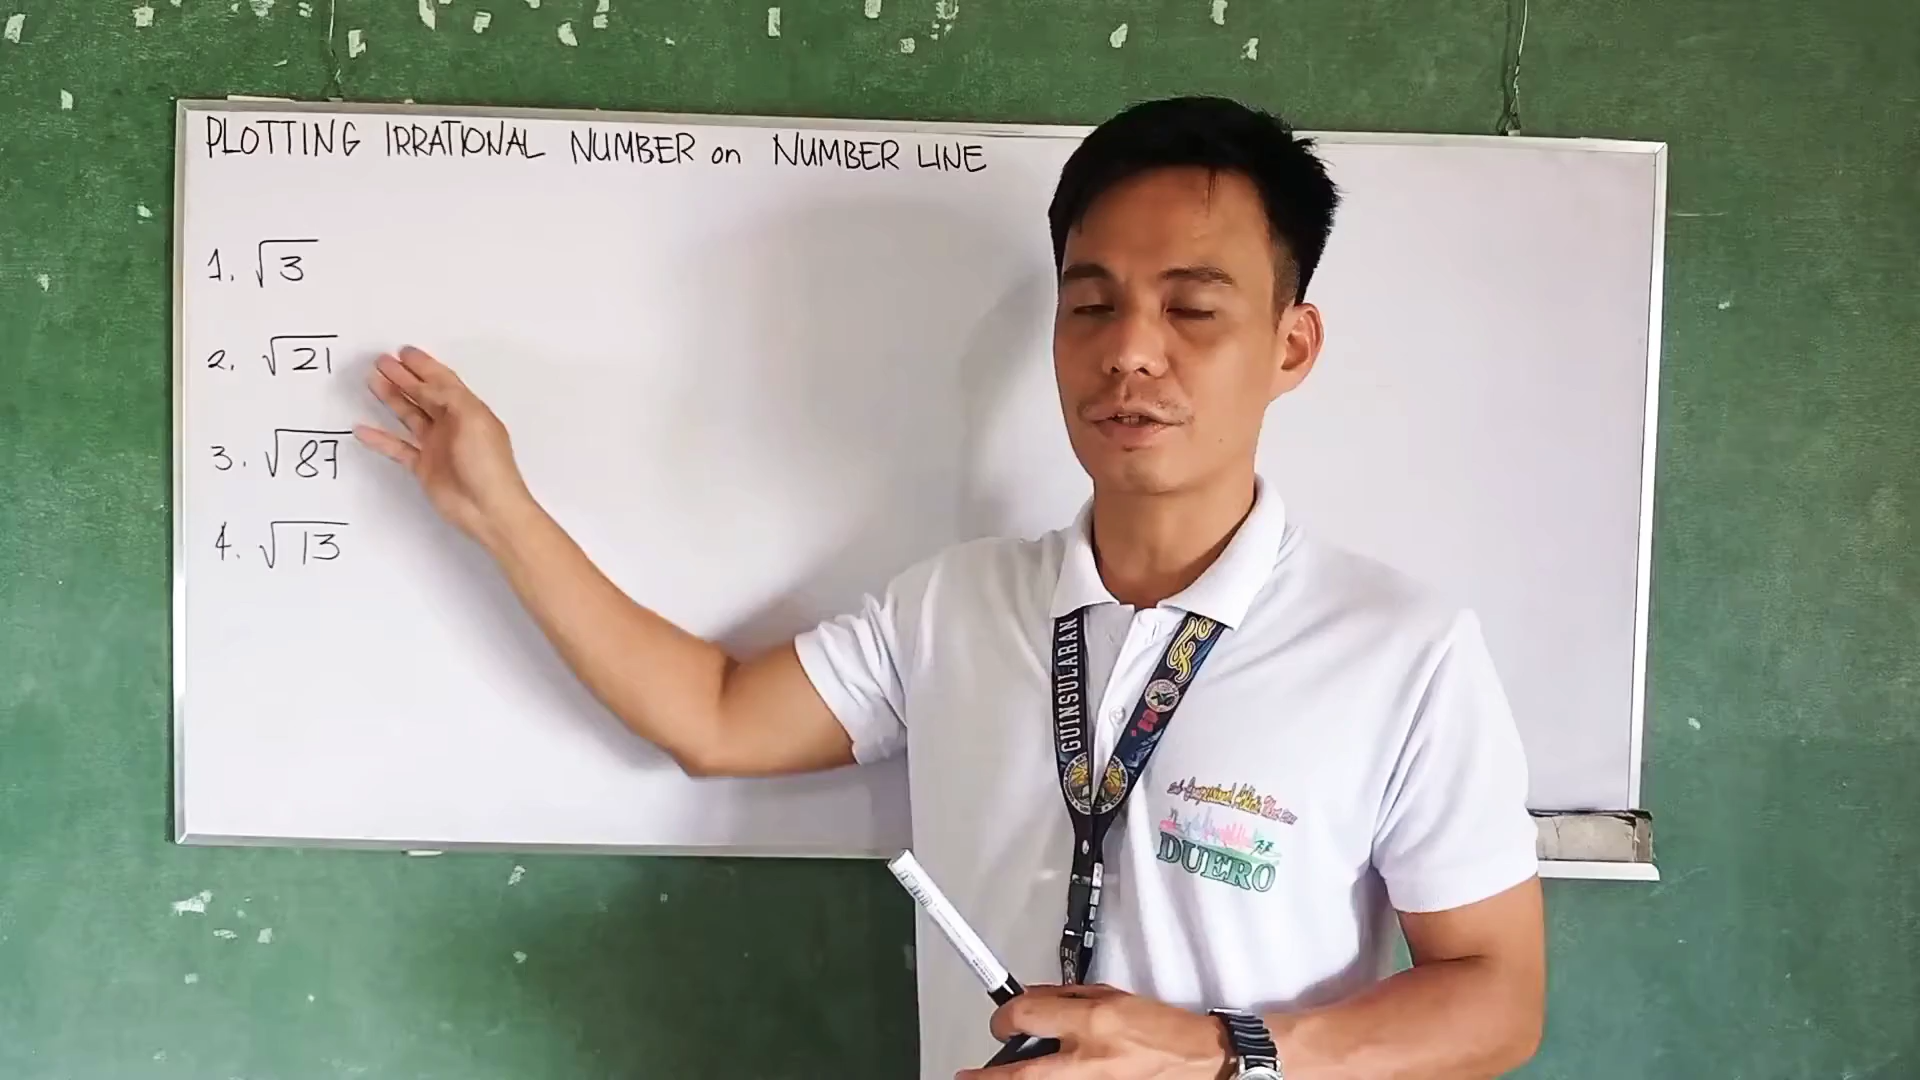 PLOTTING IRRATIONAL NUMBER on NUMBER LINE
1. √3
2. √21
3. √87
4. √13
GUINSULARAN
DUERO